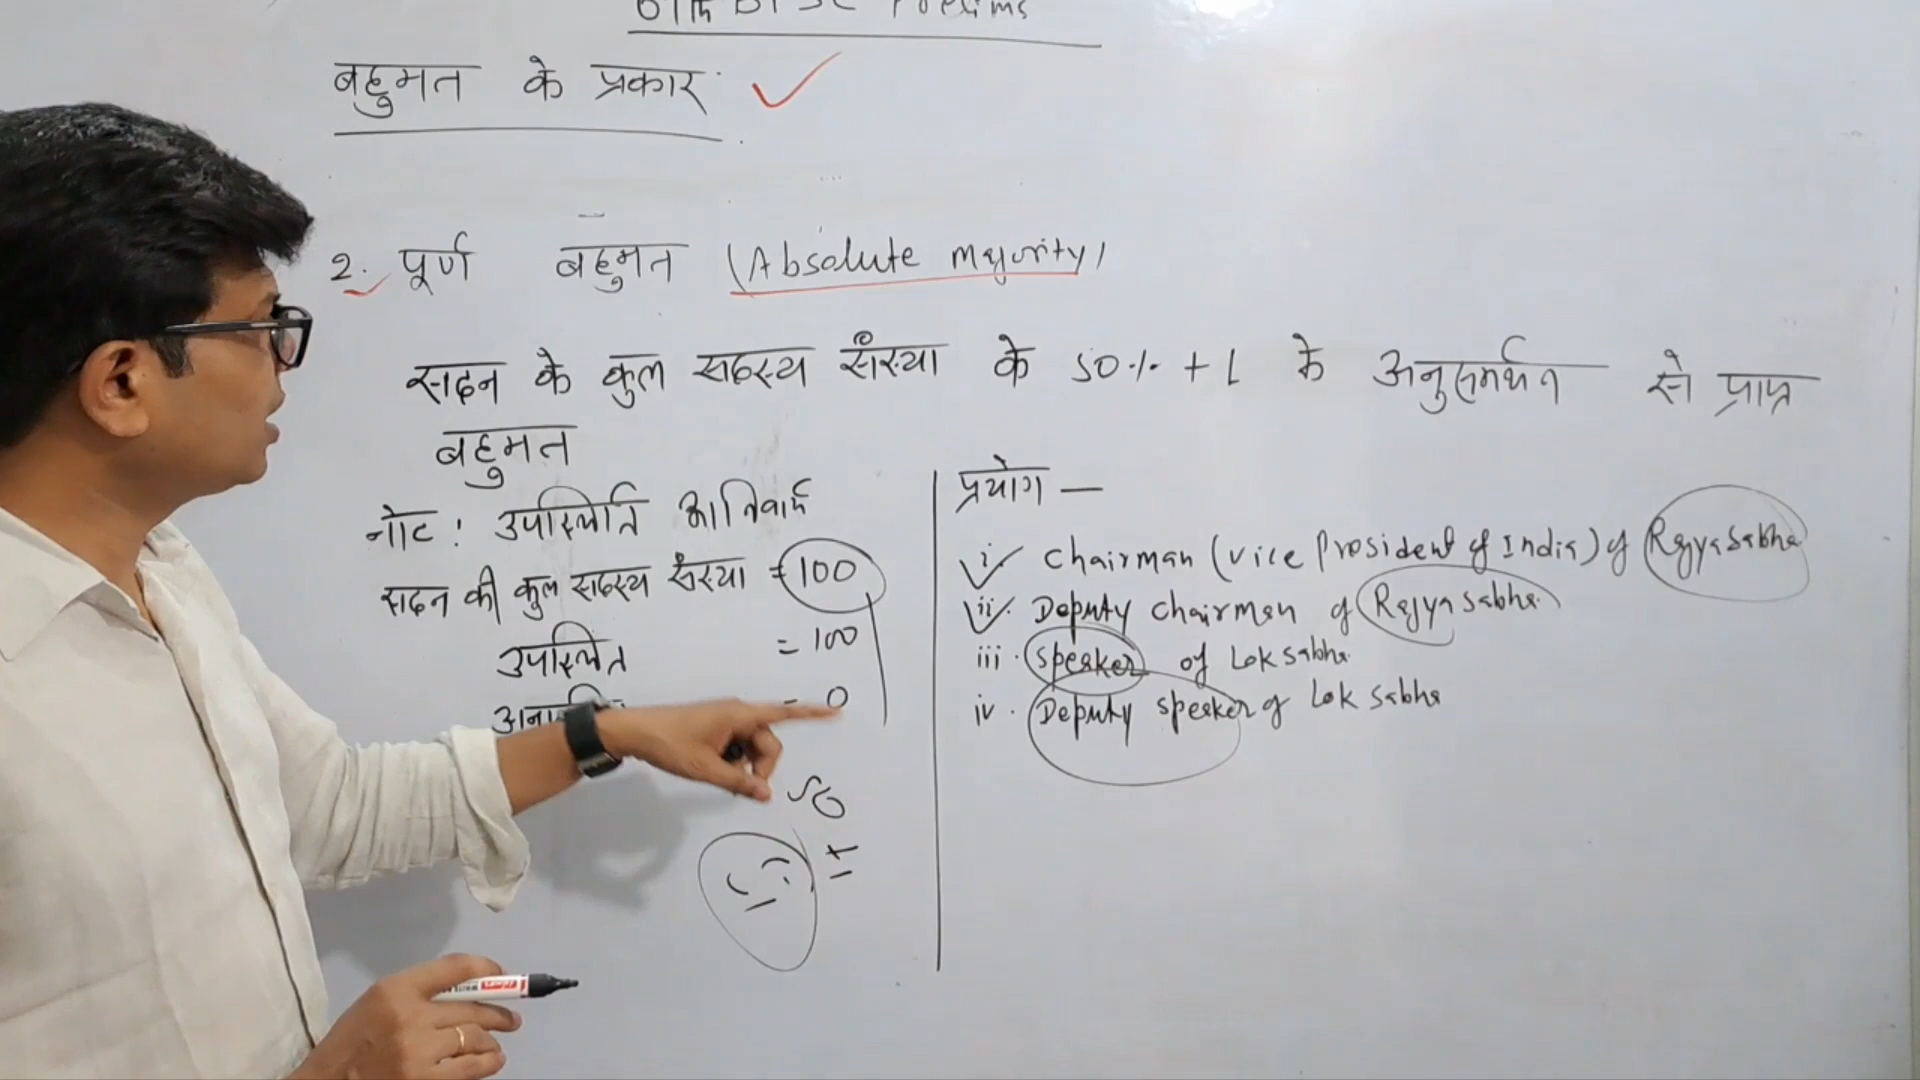 Prelims
बहुमत के प्रकार
2. पूर्ण बहुमत (Absolute majority)
सदन के कुल सदस्य संख्या के 50% + 1 के अनुसमर्थन से प्राप्त
बहुमत
नोट: उपस्थिति अनिवार्य
सदन की कुल सदस्य संख्या = 100
उपस्थित = 100
= 0
50
+1
प्रयोग —
i. Chairman (Vice President of India) of Rajya Sabha
ii. Deputy Chairman of Rajya Sabha.
iii. Speaker of Lok Sabha.
iv. Deputy Speaker of Lok Sabha